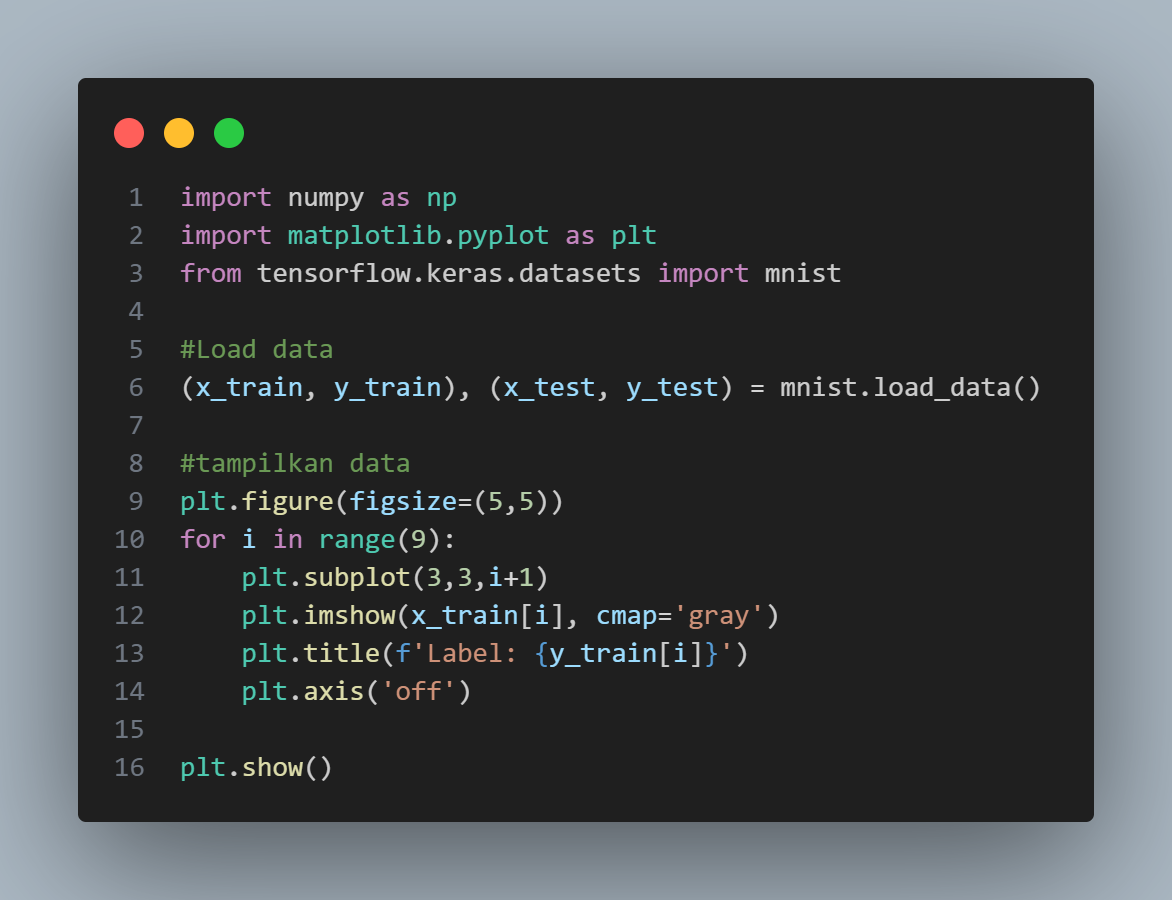 1 import numpy as np
2 import matplotlib.pyplot as plt
3 from tensorflow.keras.datasets import mnist
4
5 #Load data
6 (x_train, y_train), (x_test, y_test) = mnist.load_data()
7
8 #tampilkan data
9 plt.figure(figsize=(5,5))
10 for i in range(9):
11     plt.subplot(3,3,i+1)
12     plt.imshow(x_train[i], cmap='gray')
13     plt.title(f'Label: {y_train[i]}')
14     plt.axis('off')
15
16 plt.show()